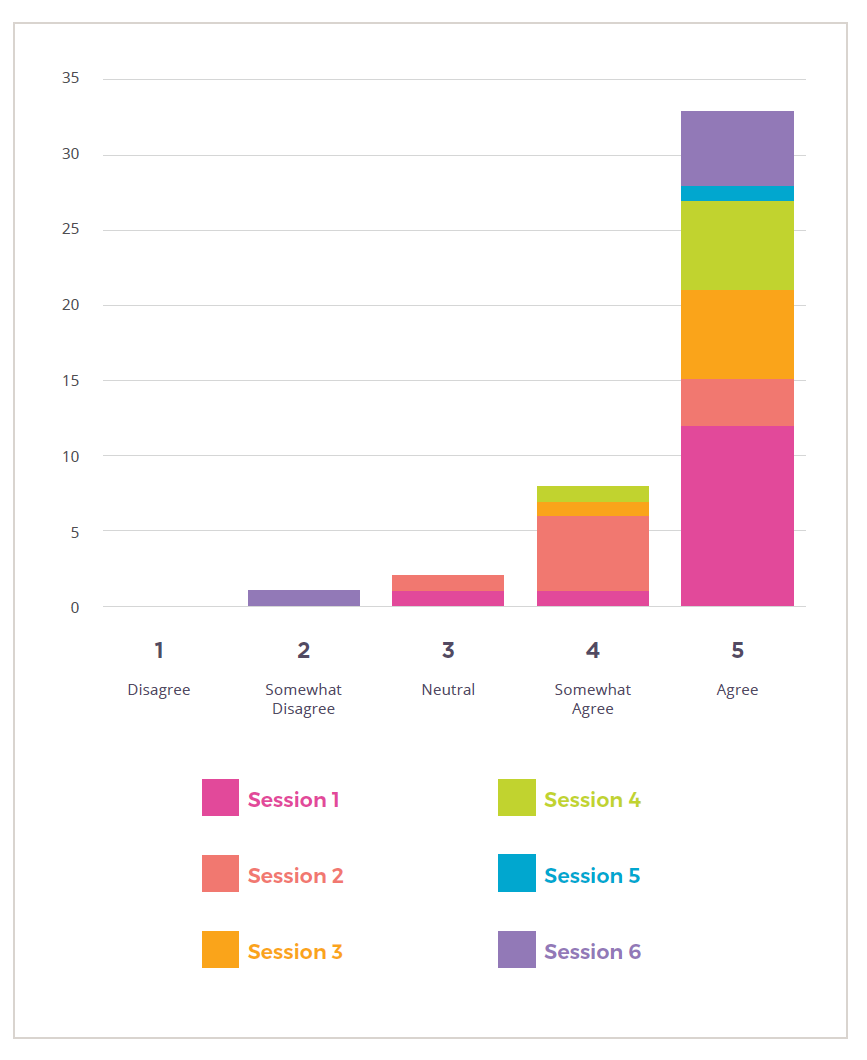 35
30
25
20
15
10
5
0
1
2
3
4
5
Disagree
Somewhat
Disagree
Neutral
Somewhat
Agree
Agree
Session 1
Session 4
Session 2
Session 5
Session 3
Session 6